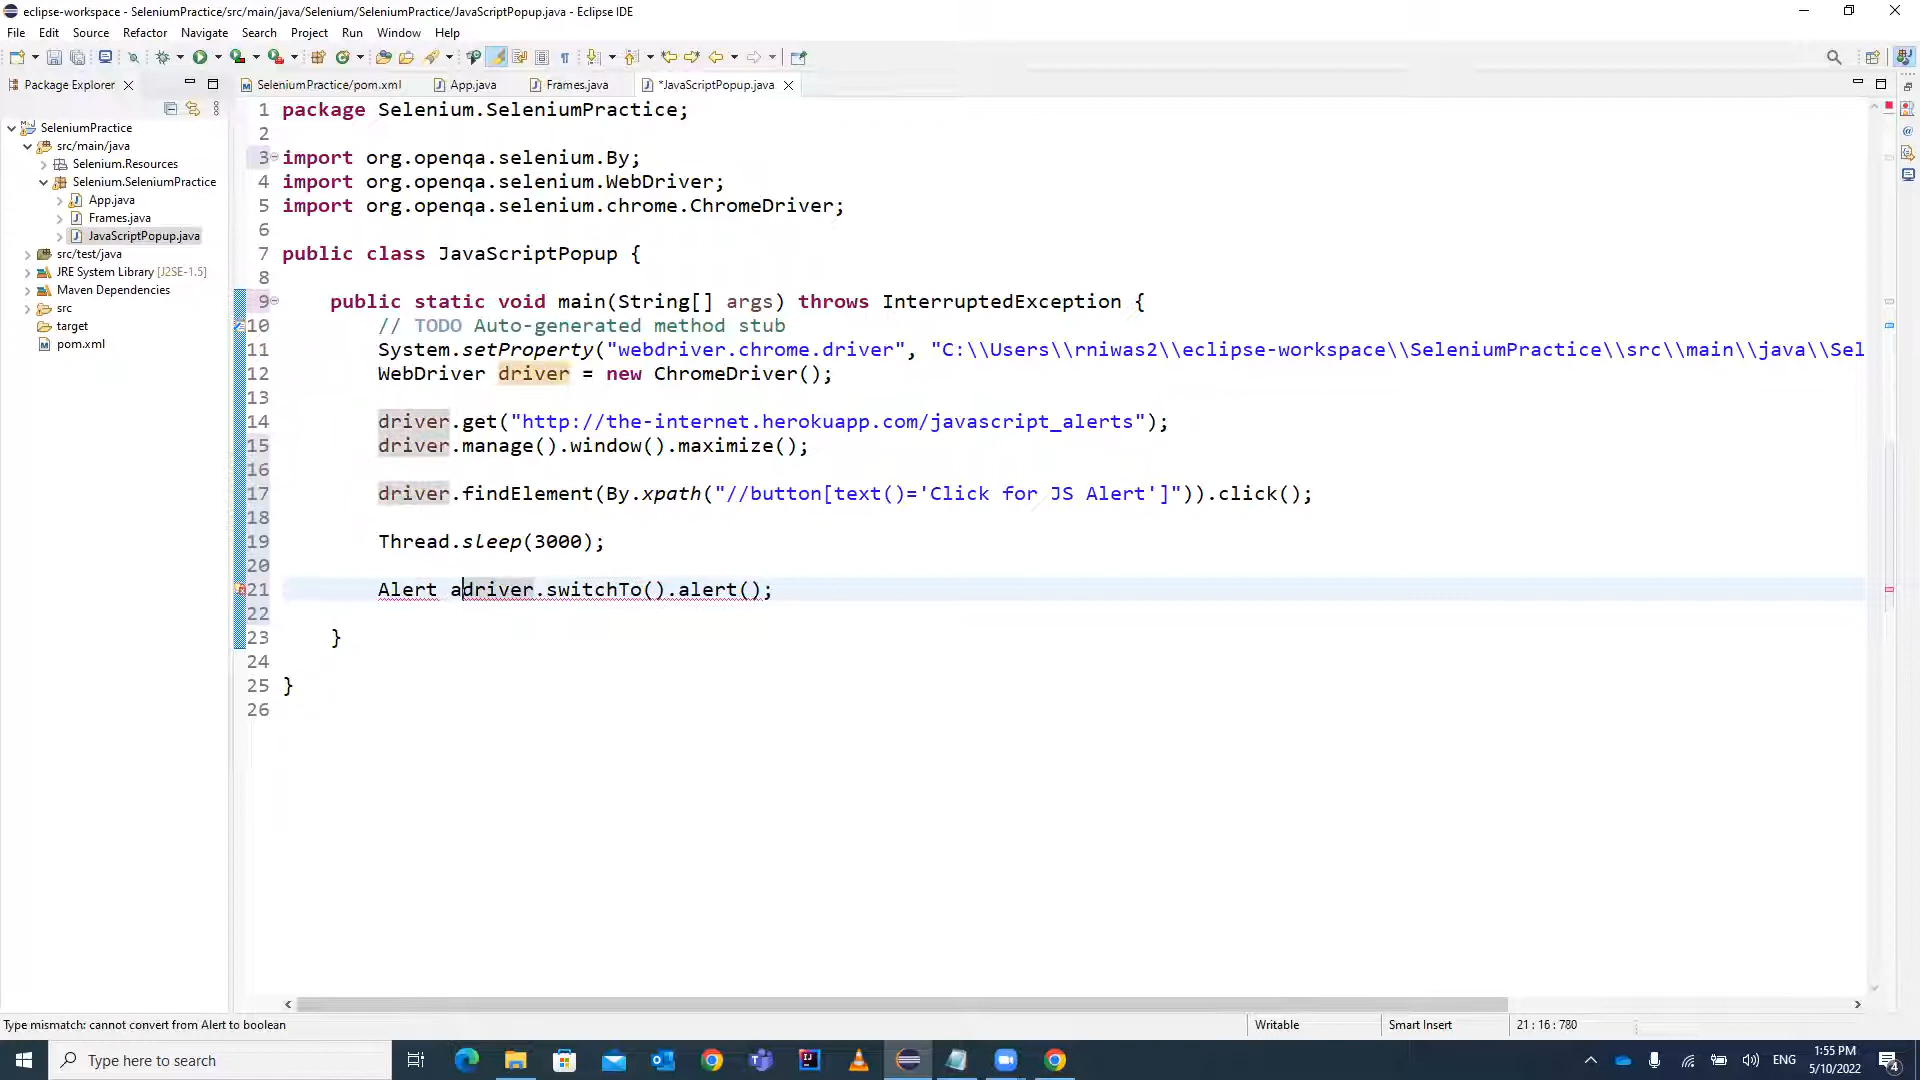 eclipse-workspace - SeleniumPractice/src/main/java/Selenium/SeleniumPractice/JavaScriptPopup.java - Eclipse IDE
File Edit Source Refactor Navigate Search Project Run Window Help
Package Explorer
SeleniumPractice/pom.xml App.java Frames.java *JavaScriptPopup.java
SeleniumPractice
src/main/java
Selenium.Resources
Selenium.SeleniumPractice
App.java
Frames.java
JavaScriptPopup.java
src/test/java
JRE System Library [J2SE-1.5]
Maven Dependencies
src
target
pom.xml
1 package Selenium.SeleniumPractice;
2
3 import org.openqa.selenium.By;
4 import org.openqa.selenium.WebDriver;
5 import org.openqa.selenium.chrome.ChromeDriver;
6
7 public class JavaScriptPopup {
8
9 public static void main(String[] args) throws InterruptedException {
10 // TODO Auto-generated method stub
11 System.setProperty("webdriver.chrome.driver", "C:\\Users\\rniwas2\\eclipse-workspace\\SeleniumPractice\\src\\main\\java\\Sel
12 WebDriver driver = new ChromeDriver();
13
14 driver.get("http://the-internet.herokuapp.com/javascript_alerts");
15 driver.manage().window().maximize();
16
17 driver.findElement(By.xpath("//button[text()='Click for JS Alert']")).click();
18
19 Thread.sleep(3000);
20
21 Alert adriver.switchTo().alert();
22
23 }
24
25 }
26
Type mismatch: cannot convert from Alert to boolean
Writable Smart Insert 21 : 16 : 780
Type here to search
ENG
1:55 PM
5/10/2022
4